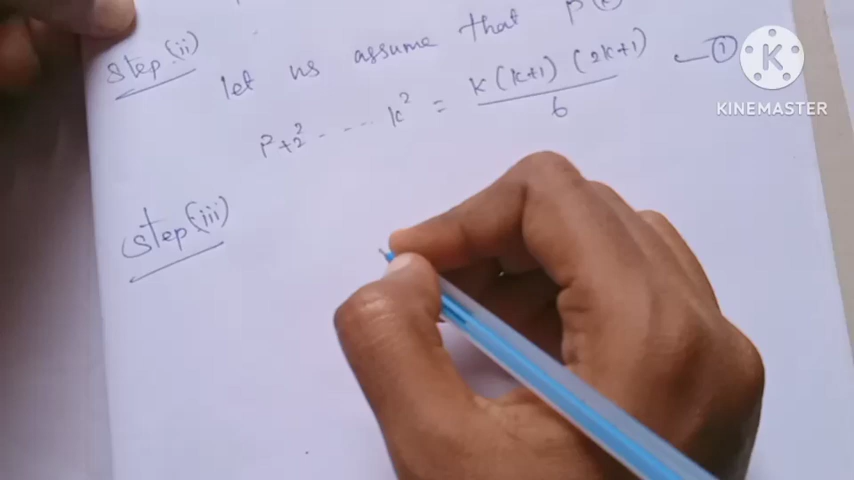 step (ii)
let us assume that P(k)
1²+2² - - - - k² = k(k+1)(2k+1)/6 ← ①
step (iii)
KINEMASTER